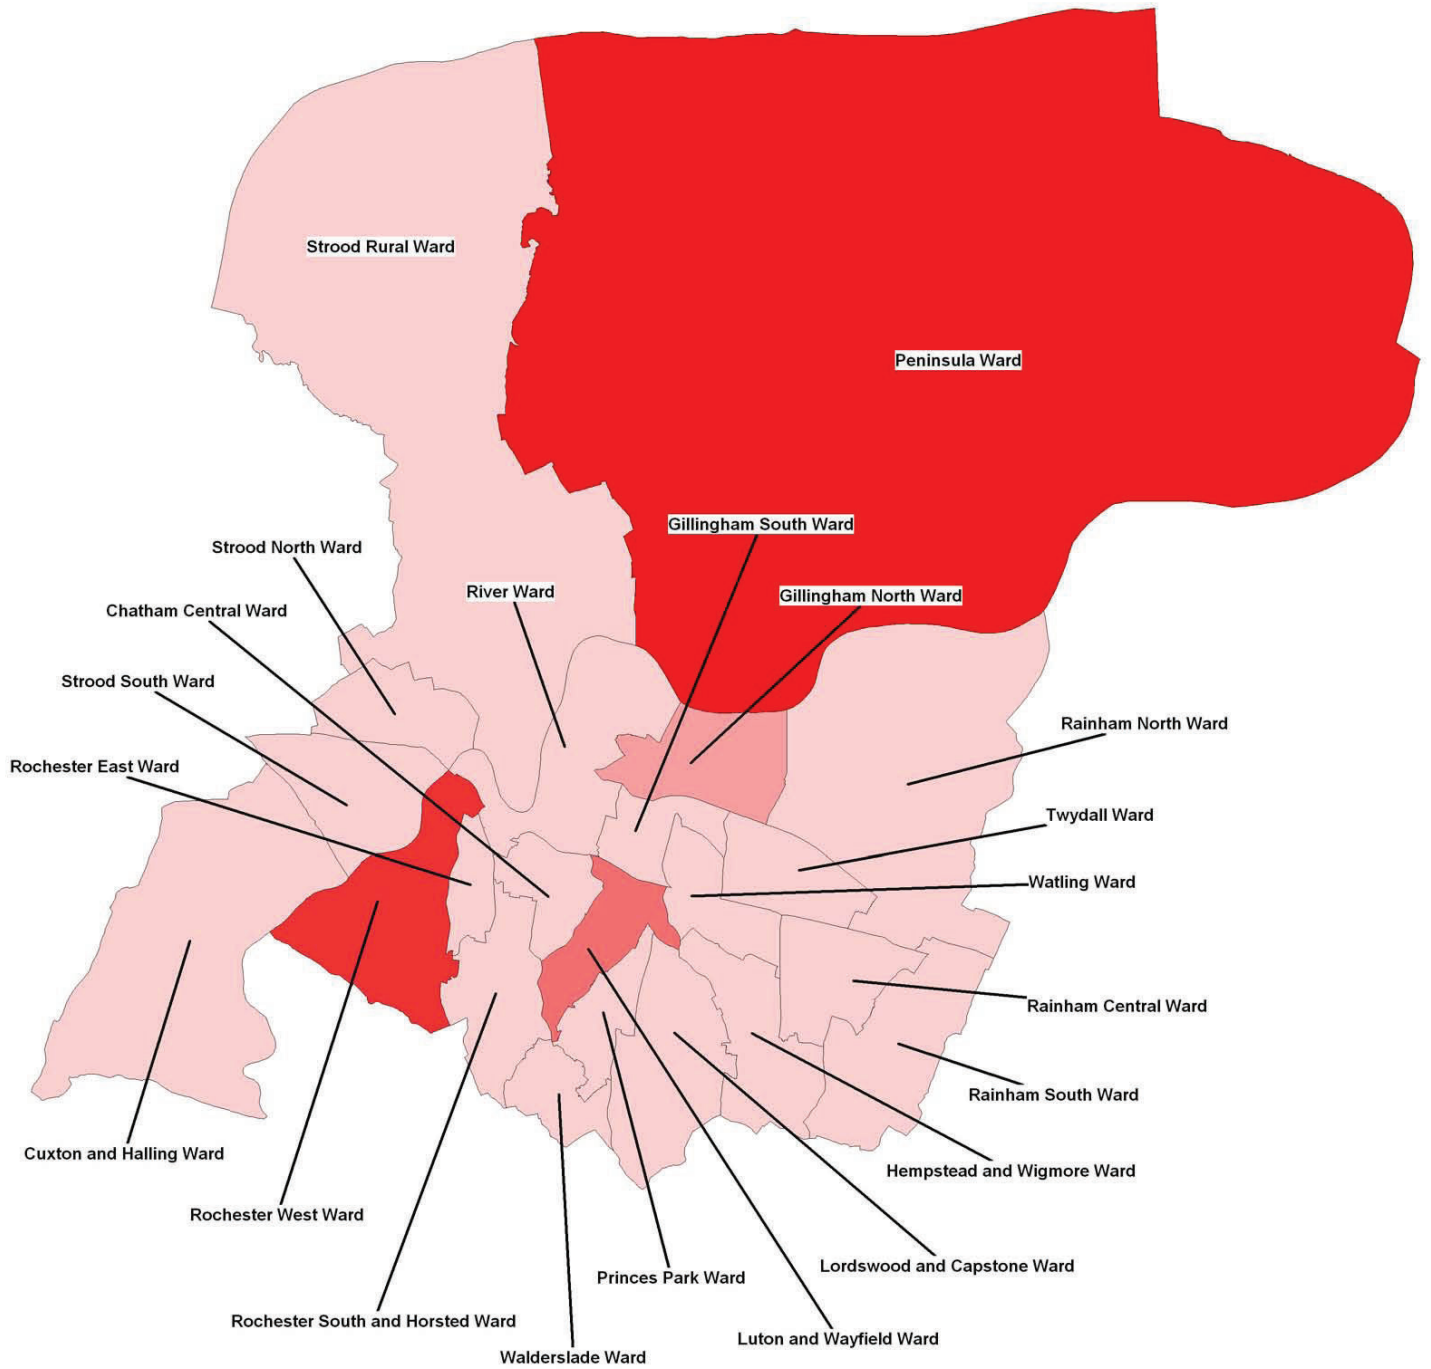 Strood Rural Ward
Peninsula Ward
Gillingham South Ward
Strood North Ward
River Ward
Gillingham North Ward
Chatham Central Ward
Strood South Ward
Rainham North Ward
Rochester East Ward
Twydall Ward
Watling Ward
Rainham Central Ward
Rainham South Ward
Cuxton and Halling Ward
Hempstead and Wigmore Ward
Rochester West Ward
Lordswood and Capstone Ward
Princes Park Ward
Rochester South and Horsted Ward
Luton and Wayfield Ward
Walderslade Ward